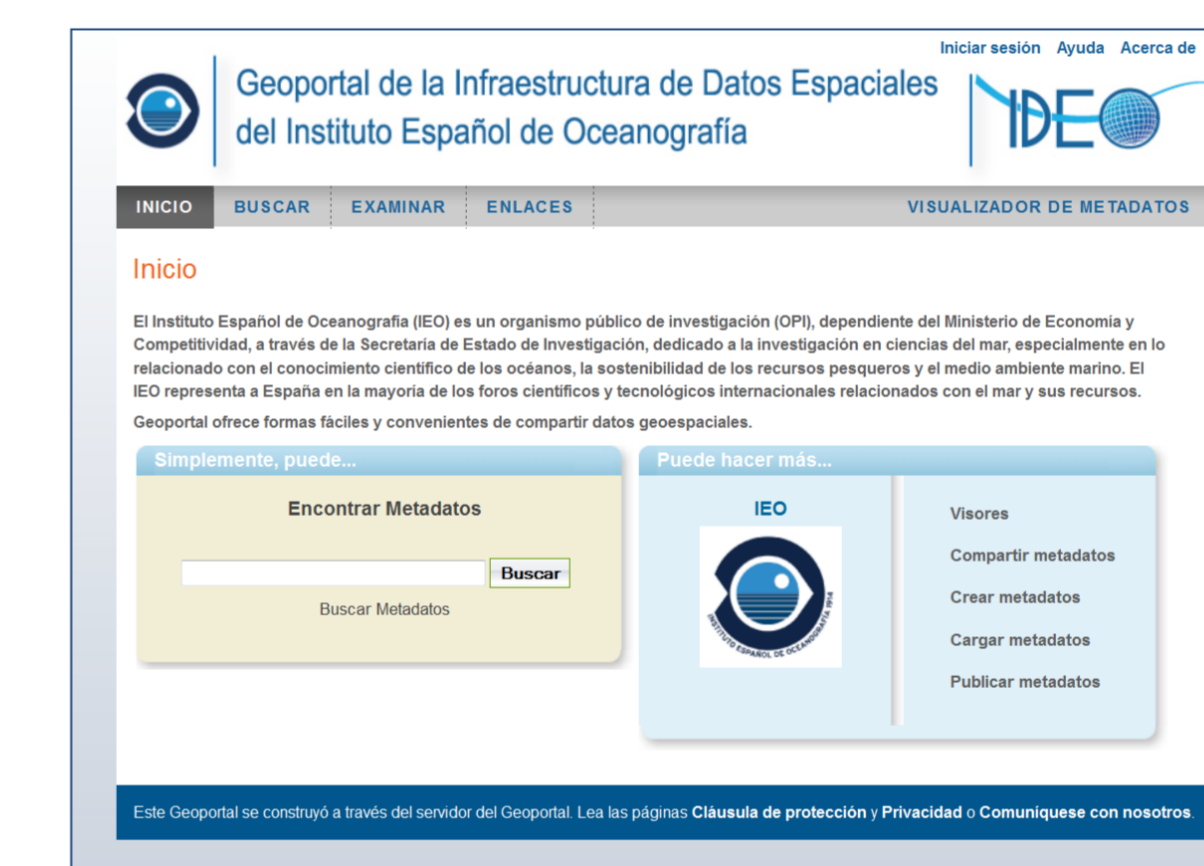 Iniciar sesión Ayuda Acerca de
Geoportal de la Infraestructura de Datos Espaciales
del Instituto Español de Oceanografía
IDEO
INICIO BUSCAR EXAMINAR ENLACES VISUALIZADOR DE METADATOS
Inicio
El Instituto Español de Oceanografía (IEO) es un organismo público de investigación (OPI), dependiente del Ministerio de Economía y
Competitividad, a través de la Secretaría de Estado de Investigación, dedicado a la investigación en ciencias del mar, especialmente en lo
relacionado con el conocimiento científico de los océanos, la sostenibilidad de los recursos pesqueros y el medio ambiente marino. El
IEO representa a España en la mayoría de los foros científicos y tecnológicos internacionales relacionados con el mar y sus recursos.
Geoportal ofrece formas fáciles y convenientes de compartir datos geoespaciales.
Simplemente, puede...
Encontrar Metadatos
Buscar
Buscar Metadatos
Puede hacer más...
IEO
INSTITUTO ESPAÑOL DE OCEANOGRAFÍA 1914
Visores
Compartir metadatos
Crear metadatos
Cargar metadatos
Publicar metadatos
Este Geoportal se construyó a través del servidor del Geoportal. Lea las páginas Cláusula de protección y Privacidad o Comuníquese con nosotros.